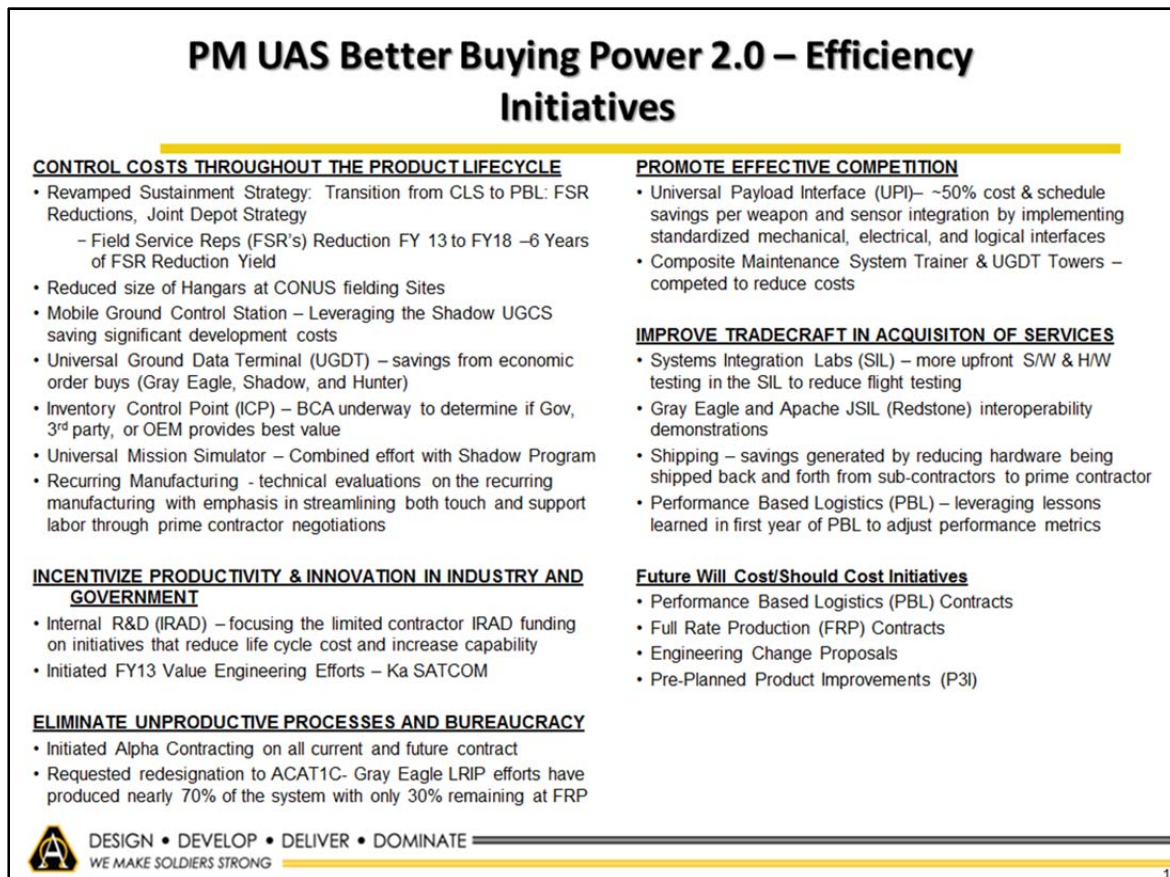 PM UAS Better Buying Power 2.0 – Efficiency
Initiatives
CONTROL COSTS THROUGHOUT THE PRODUCT LIFECYCLE
• Revamped Sustainment Strategy: Transition from CLS to PBL: FSR
Reductions, Joint Depot Strategy
– Field Service Reps (FSR's) Reduction FY 13 to FY18 –6 Years
of FSR Reduction Yield
• Reduced size of Hangars at CONUS fielding Sites
• Mobile Ground Control Station – Leveraging the Shadow UGCS
saving significant development costs
• Universal Ground Data Terminal (UGDT) – savings from economic
order buys (Gray Eagle, Shadow, and Hunter)
• Inventory Control Point (ICP) – BCA underway to determine if Gov,
3rd party, or OEM provides best value
• Universal Mission Simulator – Combined effort with Shadow Program
• Recurring Manufacturing - technical evaluations on the recurring
manufacturing with emphasis in streamlining both touch and support
labor through prime contractor negotiations
INCENTIVIZE PRODUCTIVITY & INNOVATION IN INDUSTRY AND
GOVERNMENT
• Internal R&D (IRAD) – focusing the limited contractor IRAD funding
on initiatives that reduce life cycle cost and increase capability
• Initiated FY13 Value Engineering Efforts – Ka SATCOM
ELIMINATE UNPRODUCTIVE PROCESSES AND BUREAUCRACY
• Initiated Alpha Contracting on all current and future contract
• Requested redesignation to ACAT1C- Gray Eagle LRIP efforts have
produced nearly 70% of the system with only 30% remaining at FRP
PROMOTE EFFECTIVE COMPETITION
• Universal Payload Interface (UPI)– ~50% cost & schedule
savings per weapon and sensor integration by implementing
standardized mechanical, electrical, and logical interfaces
• Composite Maintenance System Trainer & UGDT Towers –
competed to reduce costs
IMPROVE TRADECRAFT IN ACQUISITON OF SERVICES
• Systems Integration Labs (SIL) – more upfront S/W & H/W
testing in the SIL to reduce flight testing
• Gray Eagle and Apache JSIL (Redstone) interoperability
demonstrations
• Shipping – savings generated by reducing hardware being
shipped back and forth from sub-contractors to prime contractor
• Performance Based Logistics (PBL) – leveraging lessons
learned in first year of PBL to adjust performance metrics
Future Will Cost/Should Cost Initiatives
• Performance Based Logistics (PBL) Contracts
• Full Rate Production (FRP) Contracts
• Engineering Change Proposals
• Pre-Planned Product Improvements (P3I)
DESIGN • DEVELOP • DELIVER • DOMINATE
WE MAKE SOLDIERS STRONG
1